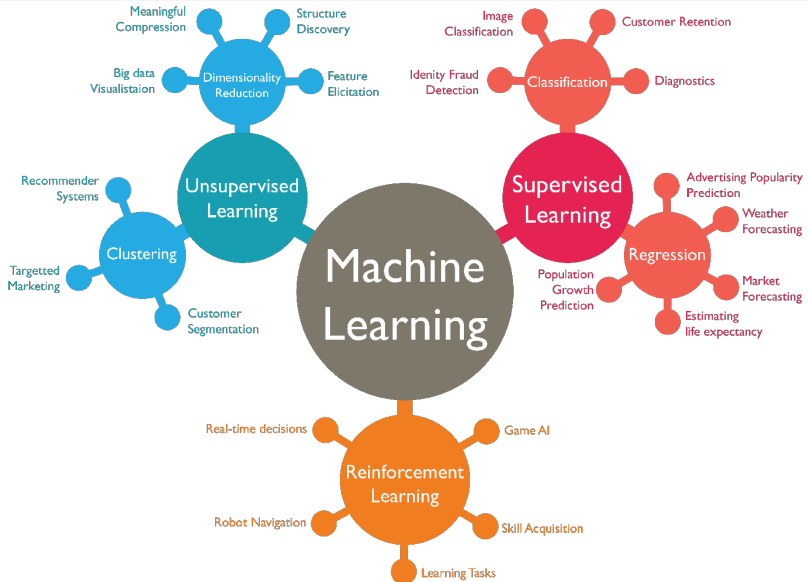 Meaningful
Compression
Structure
Discovery
Big data
Visualistaion
Dimensionality
Reduction
Feature
Elicitation
Unsupervised
Learning
Recommender
Systems
Clustering
Targetted
Marketing
Customer
Segmentation
Machine
Learning
Image
Classification
Customer Retention
Idenity Fraud
Detection
Classification
Diagnostics
Supervised
Learning
Advertising Popularity
Prediction
Weather
Forecasting
Regression
Population
Growth
Prediction
Market
Forecasting
Estimating
life expectancy
Real-time decisions
Game AI
Reinforcement
Learning
Robot Navigation
Skill Acquisition
Learning Tasks